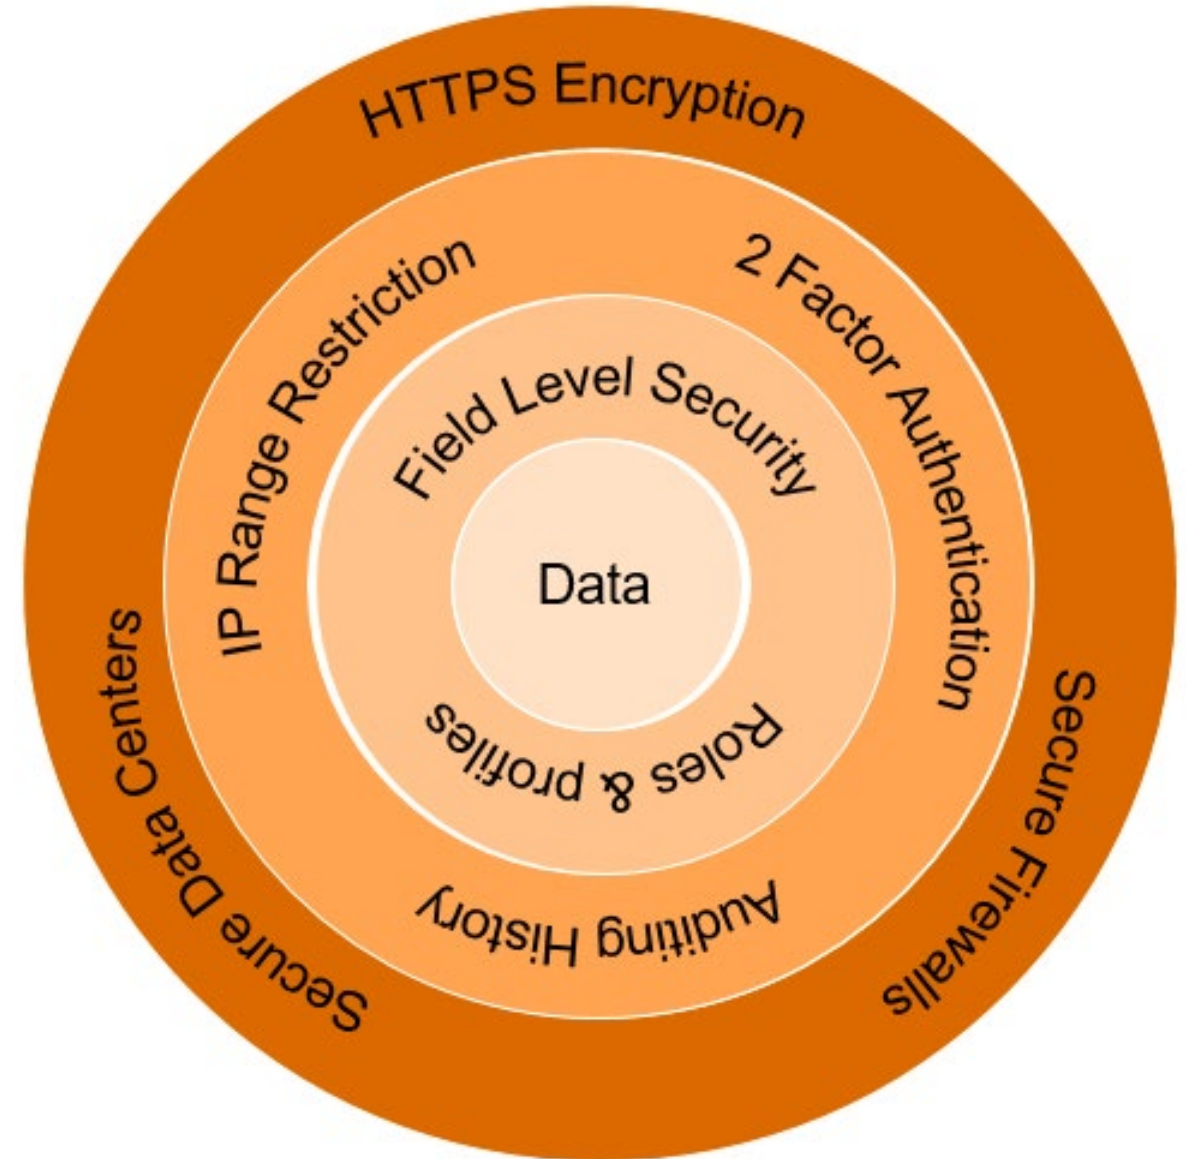 HTTPS Encryption
Secure Firewalls
Secure Data Centers
IP Range Restriction
2 Factor Authentication
Auditing History
Field Level Security
Roles & profiles
Data